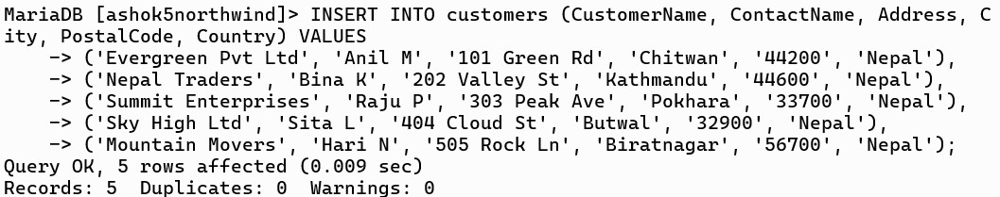 MariaDB [ashok5northwind]> INSERT INTO customers (CustomerName, ContactName, Address, C
ity, PostalCode, Country) VALUES
    -> ('Evergreen Pvt Ltd', 'Anil M', '101 Green Rd', 'Chitwan', '44200', 'Nepal'),
    -> ('Nepal Traders', 'Bina K', '202 Valley St', 'Kathmandu', '44600', 'Nepal'),
    -> ('Summit Enterprises', 'Raju P', '303 Peak Ave', 'Pokhara', '33700', 'Nepal'),
    -> ('Sky High Ltd', 'Sita L', '404 Cloud St', 'Butwal', '32900', 'Nepal'),
    -> ('Mountain Movers', 'Hari N', '505 Rock Ln', 'Biratnagar', '56700', 'Nepal');
Query OK, 5 rows affected (0.009 sec)
Records: 5  Duplicates: 0  Warnings: 0